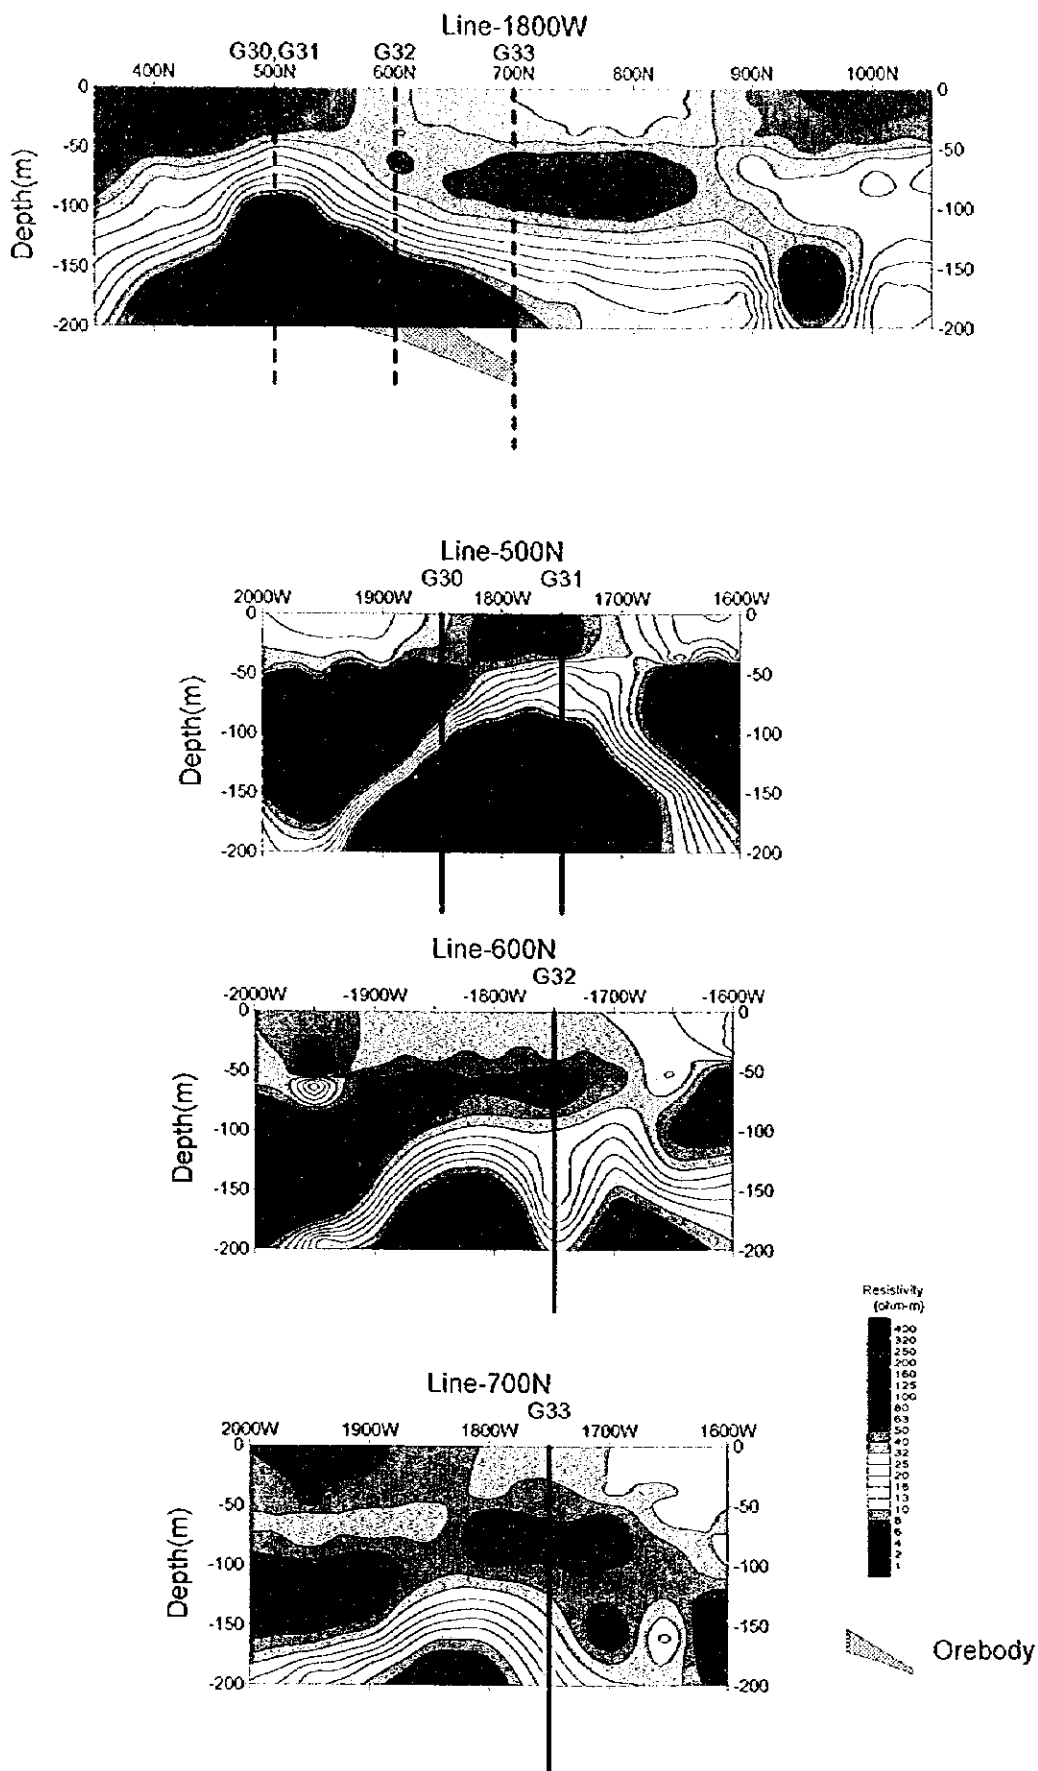 Line-1800W
G30,G31 G32 G33
400N 500N 600N 700N 800N 900N 1000N
Depth(m)
0 0
-50 -50
-100 -100
-150 -150
-200 -200
Line-500N
G30 G31
2000W 1900W 1800W 1700W 1600W
Depth(m)
0 0
-50 -50
-100 -100
-150 -150
-200 -200
Line-600N
G32
-2000W -1900W -1800W -1700W -1600W
Depth(m)
0 0
-50 -50
-100 -100
-150 -150
-200 -200
Resistivity
(ohm-m)
400
320
250
200
160
125
100
80
63
50
40
32
25
20
16
13
10
8
6
4
2
1
Line-700N
G33
2000W 1900W 1800W 1700W 1600W
Depth(m)
0 0
-50 -50
-100 -100
-150 -150
-200 -200
Orebody